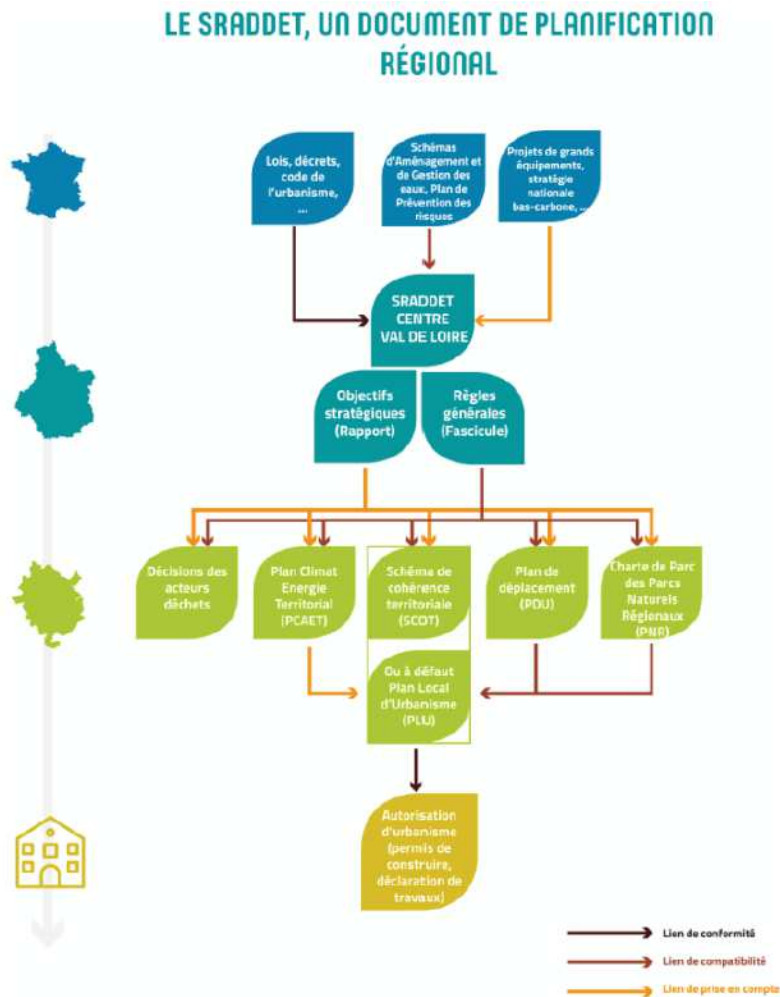 LE SRADDET, UN DOCUMENT DE PLANIFICATION
RÉGIONAL
Lois, décrets,
code de
l'urbanisme,
...
Schémas
d'Aménagement et
de Gestion des
eaux, Plan de
Prévention des
risques
Projets de grands
équipements,
stratégie
nationale
bas-carbone, ...
SRADDET
CENTRE
VAL DE LOIRE
Objectifs
stratégiques
(Rapport)
Règles
générales
(Fascicule)
Décisions des
acteurs
déchets
Plan Climat
Energie
Territorial
(PCAET)
Schéma de
cohérence
territoriale
(SCOT)
Plan de
déplacement
(PDU)
Charte de Parc
des Parcs
Naturels
Régionaux
(PNR)
Ou à défaut
Plan Local
d'Urbanisme
(PLU)
Autorisation
d'urbanisme
(permis de
construire,
déclaration de
travaux)
Lien de conformité
Lien de compatibilité
Lien de prise en compte